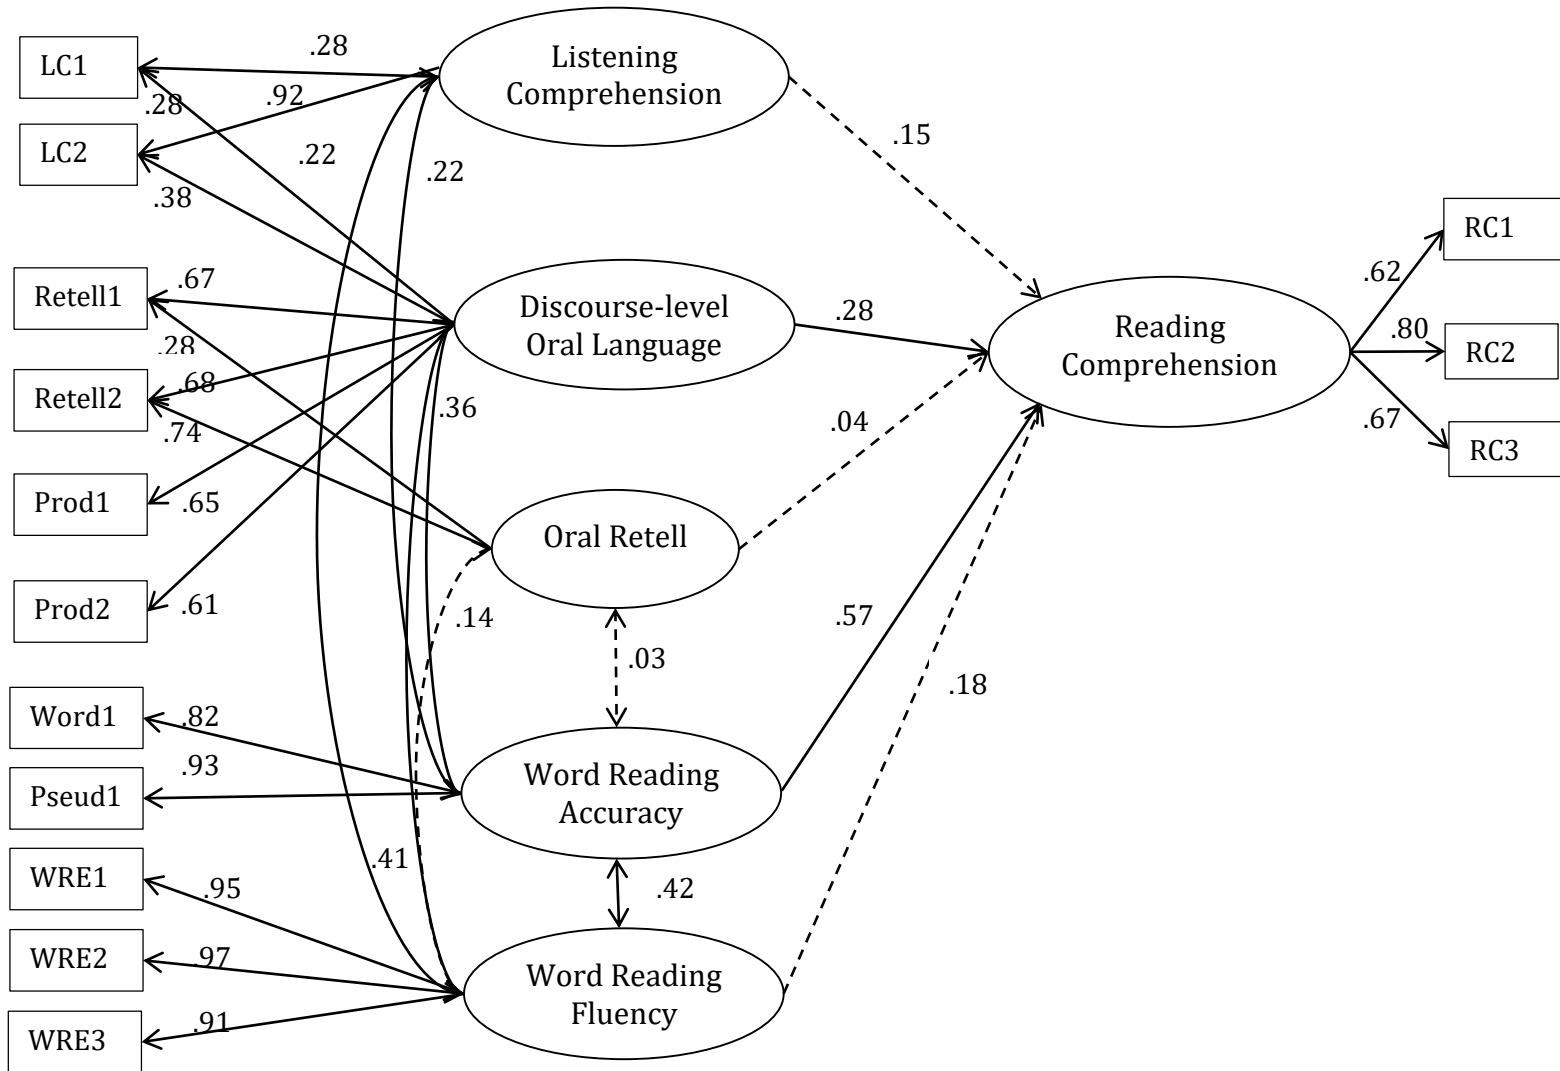 LC1
.28
Listening
Comprehension
.92
.28
LC2
.22
.22
.15
.38
RC1
Retell1
.67
Discourse-level
Oral Language
.28
.62
Reading
Comprehension
.80
RC2
.28
.68
Retell2
.36
.04
.67
.74
RC3
Prod1
.65
Oral Retell
Prod2
.61
.14
.57
.03
.18
Word1
.82
Pseud1
.93
Word Reading
Accuracy
WRE1
.95
.41
.42
WRE2
.97
Word Reading
Fluency
WRE3
.91